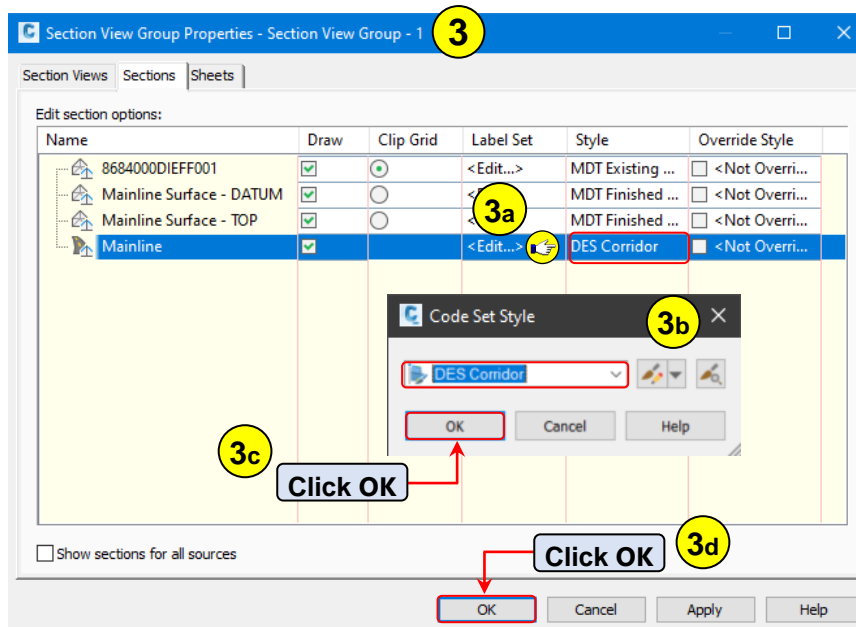 Section View Group Properties - Section View Group - 1
3
Section Views Sections Sheets
Edit section options:
Name Draw Clip Grid Label Set Style Override Style
8684000DIEFF001 <Edit...> MDT Existing ... <Not Overri...
Mainline Surface - DATUM MDT Finished ... <Not Overri...
3a
Mainline Surface - TOP MDT Finished ... <Not Overri...
Mainline <Edit...> DES Corridor <Not Overri...
Code Set Style
3b
DES Corridor
OK Cancel Help
3c
Click OK
Show sections for all sources
Click OK
3d
OK Cancel Apply Help